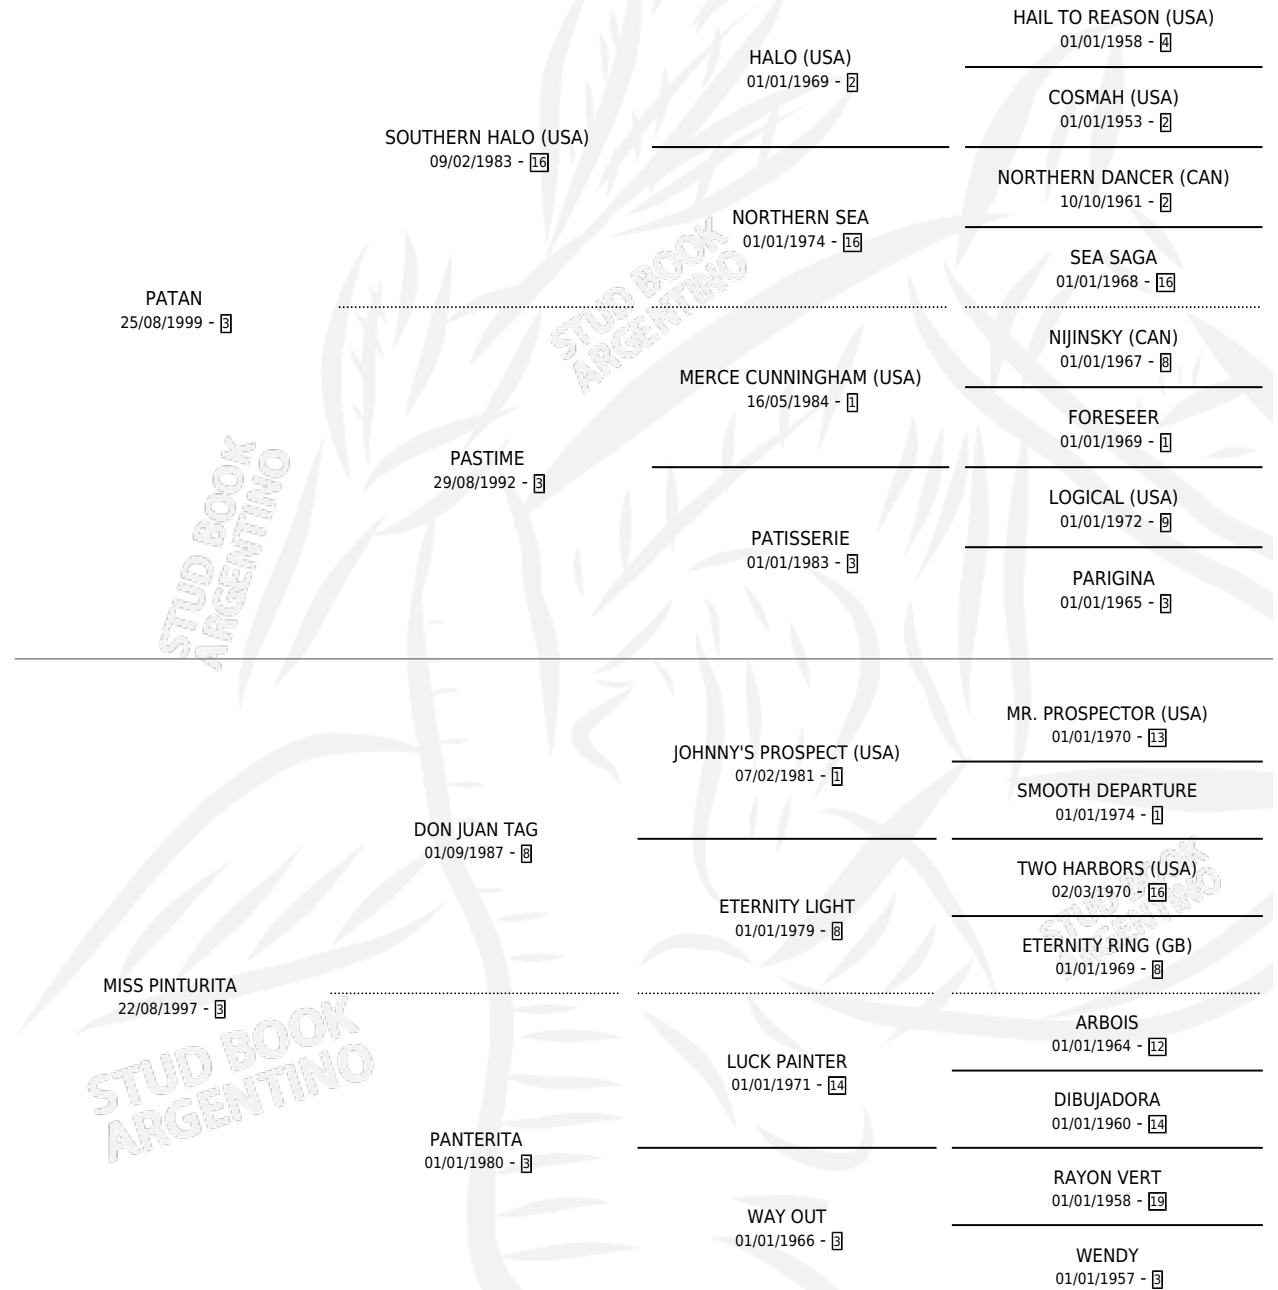 HAIL TO REASON (USA)
01/01/1958 - 4
HALO (USA)
01/01/1969 - 2
COSMAH (USA)
01/01/1953 - 2
SOUTHERN HALO (USA)
09/02/1983 - 16
NORTHERN DANCER (CAN)
10/10/1961 - 2
NORTHERN SEA
01/01/1974 - 16
SEA SAGA
01/01/1968 - 16
PATAN
25/08/1999 - 3
NIJINSKY (CAN)
01/01/1967 - 8
MERCE CUNNINGHAM (USA)
16/05/1984 - 1
FORESEER
01/01/1969 - 1
PASTIME
29/08/1992 - 3
LOGICAL (USA)
01/01/1972 - 9
PATISSERIE
01/01/1983 - 3
PARIGINA
01/01/1965 - 3
MR. PROSPECTOR (USA)
01/01/1970 - 13
JOHNNY'S PROSPECT (USA)
07/02/1981 - 1
SMOOTH DEPARTURE
01/01/1974 - 1
DON JUAN TAG
01/09/1987 - 8
TWO HARBORS (USA)
02/03/1970 - 16
ETERNITY LIGHT
01/01/1979 - 8
ETERNITY RING (GB)
01/01/1969 - 8
MISS PINTURITA
22/08/1997 - 3
ARBOIS
01/01/1964 - 12
LUCK PAINTER
01/01/1971 - 14
DIBUJADORA
01/01/1960 - 14
PANTERITA
01/01/1980 - 3
RAYON VERT
01/01/1958 - 19
WAY OUT
01/01/1966 - 3
WENDY
01/01/1957 - 3
STUD BOOK
ARGENTINO
STUD BOOK
ARGENTINO
STUD BOOK
ARGENTINO
STUD BOOK
ARGENTINO